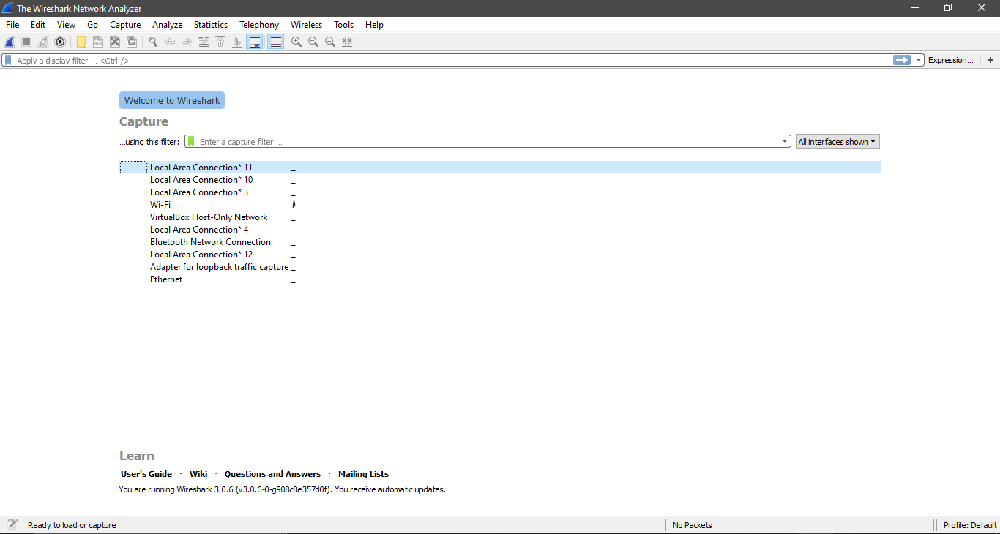 The Wireshark Network Analyzer
File Edit View Go Capture Analyze Statistics Telephony Wireless Tools Help
Apply a display filter ... <Ctrl-/>
Expression... +
Welcome to Wireshark
Capture
...using this filter: Enter a capture filter ... All interfaces shown
Local Area Connection* 11
Local Area Connection* 10
Local Area Connection* 3
Wi-Fi
VirtualBox Host-Only Network
Local Area Connection* 4
Bluetooth Network Connection
Local Area Connection* 12
Adapter for loopback traffic capture
Ethernet
Learn
User's Guide · Wiki · Questions and Answers · Mailing Lists
You are running Wireshark 3.0.6 (v3.0.6-0-g908c8e357d0f). You receive automatic updates.
Ready to load or capture No Packets Profile: Default